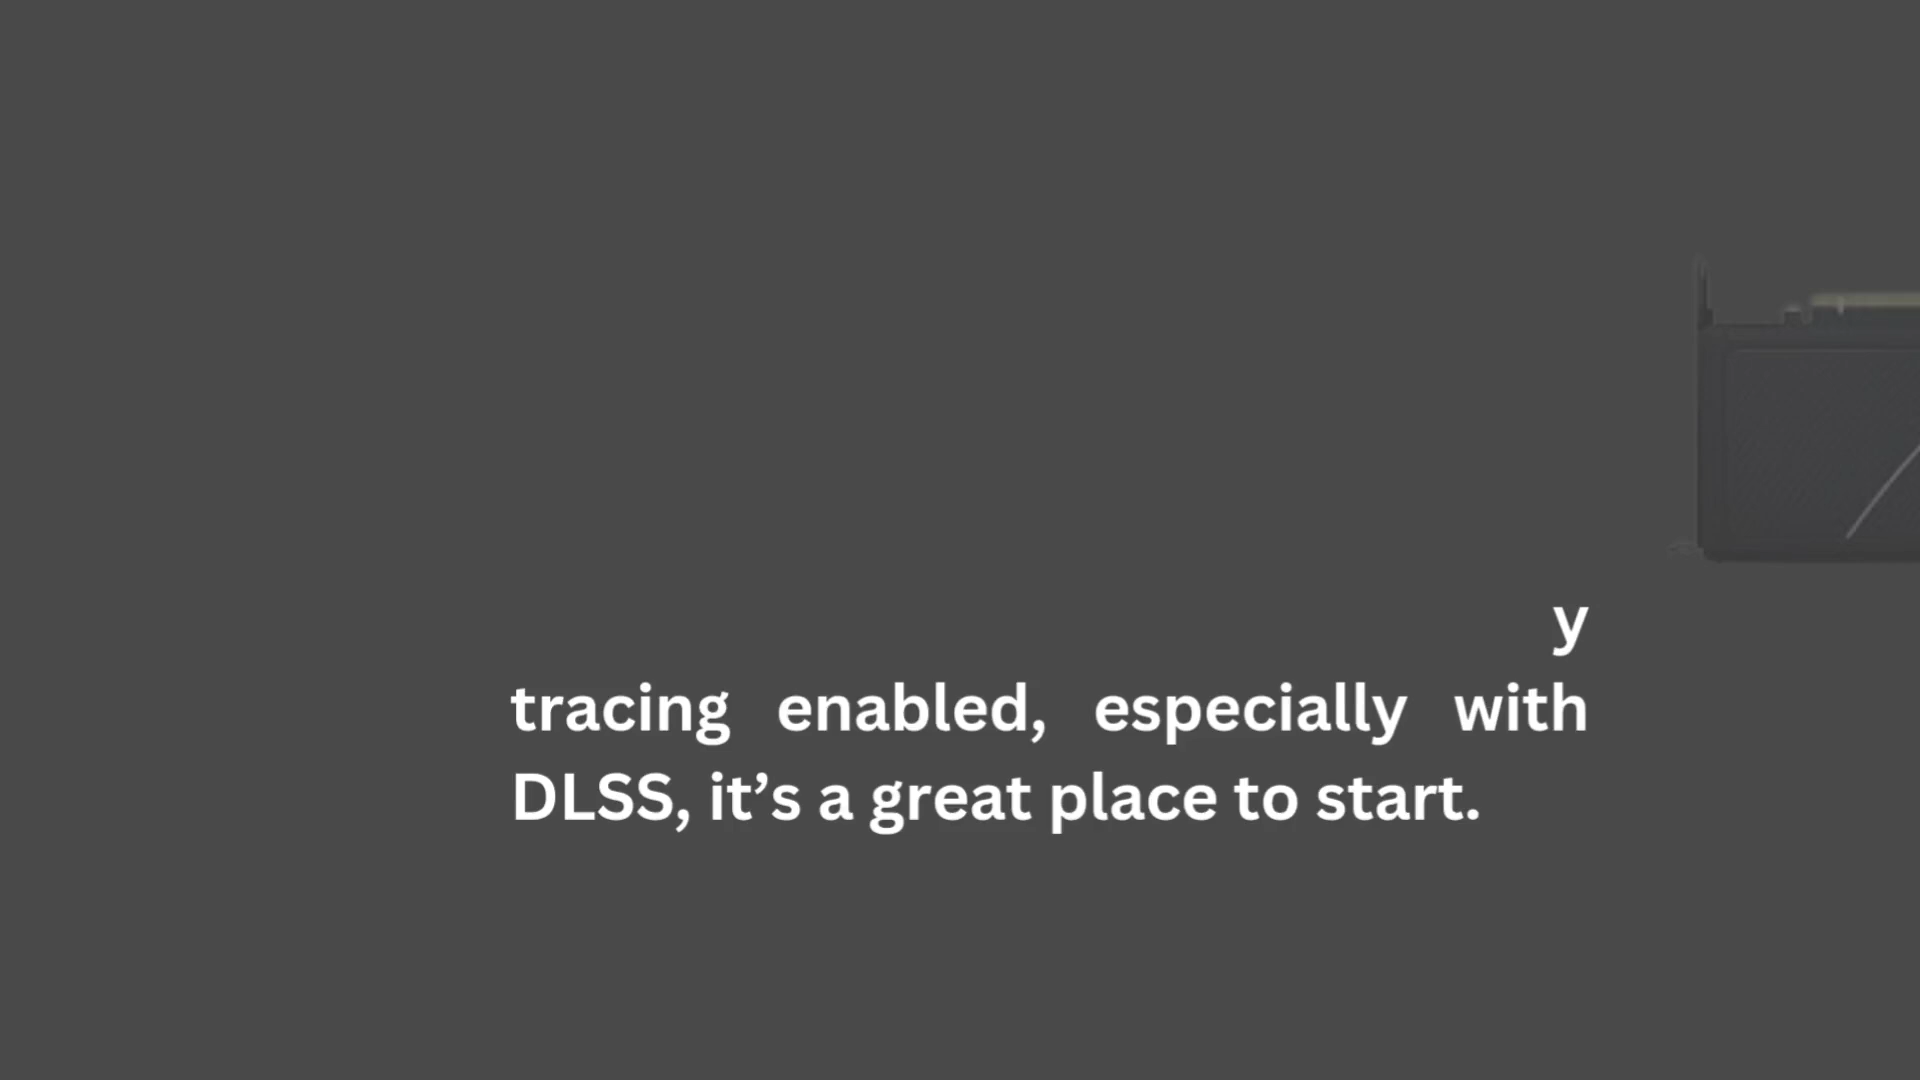 y
tracing enabled, especially with
DLSS, it’s a great place to start.